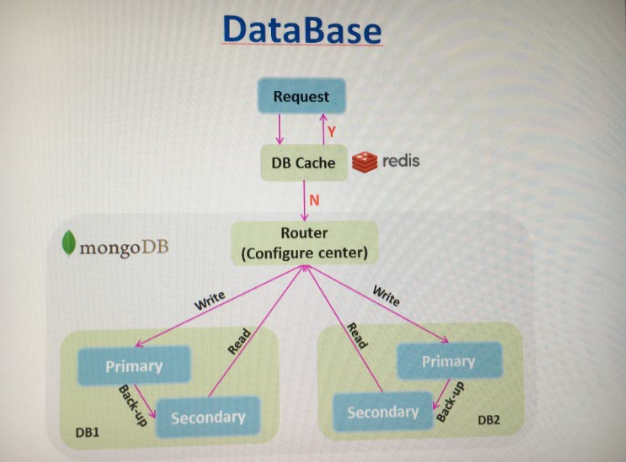 DataBase
Request
Y
DB Cache
redis
N
mongoDB
Router
(Configure center)
Write
Write
Read
Read
Primary
Primary
Back-up
Back-up
Secondary
Secondary
DB1
DB2